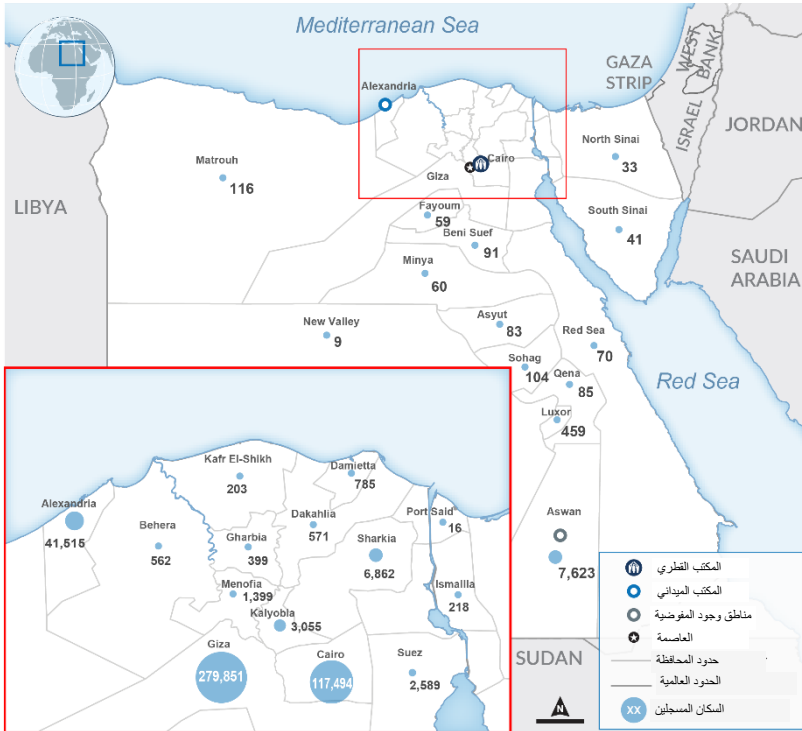 Mediterranean Sea
GAZA
STRIP
WEST
BANK
ISRAEL
JORDAN
Alexandria
Cairo
Giza
North Sinai
33
Matrouh
116
LIBYA
Fayoum
59
Beni Suef
91
South Sinai
41
SAUDI
ARABIA
Minya
60
New Valley
9
Asyut
83
Red Sea
70
Sohag
104
Qena
85
Red Sea
Luxor
459
Aswan
7,623
SUDAN
Kafr El-Shikh
203
Damietta
785
Alexandria
41,515
Behera
562
Dakahlia
571
Port Said
16
Gharbia
399
Sharkia
6,862
Menofia
1,399
Kalyobla
3,055
Ismallla
218
Giza
279,851
Cairo
117,494
Suez
2,589
N
المكتب القطري
المكتب الميداني
مناطق وجود المفوضية
العاصمة
حدود المحافظة
الحدود العالمية
XX السكان المسجلين